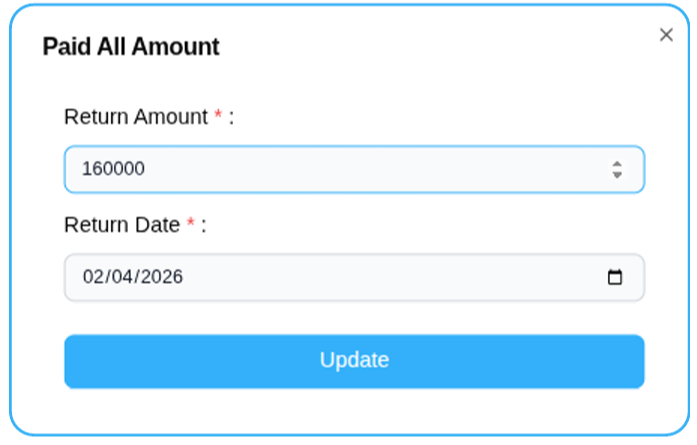 Paid All Amount
Return Amount * :
160000
Return Date * :
02/04/2026
Update